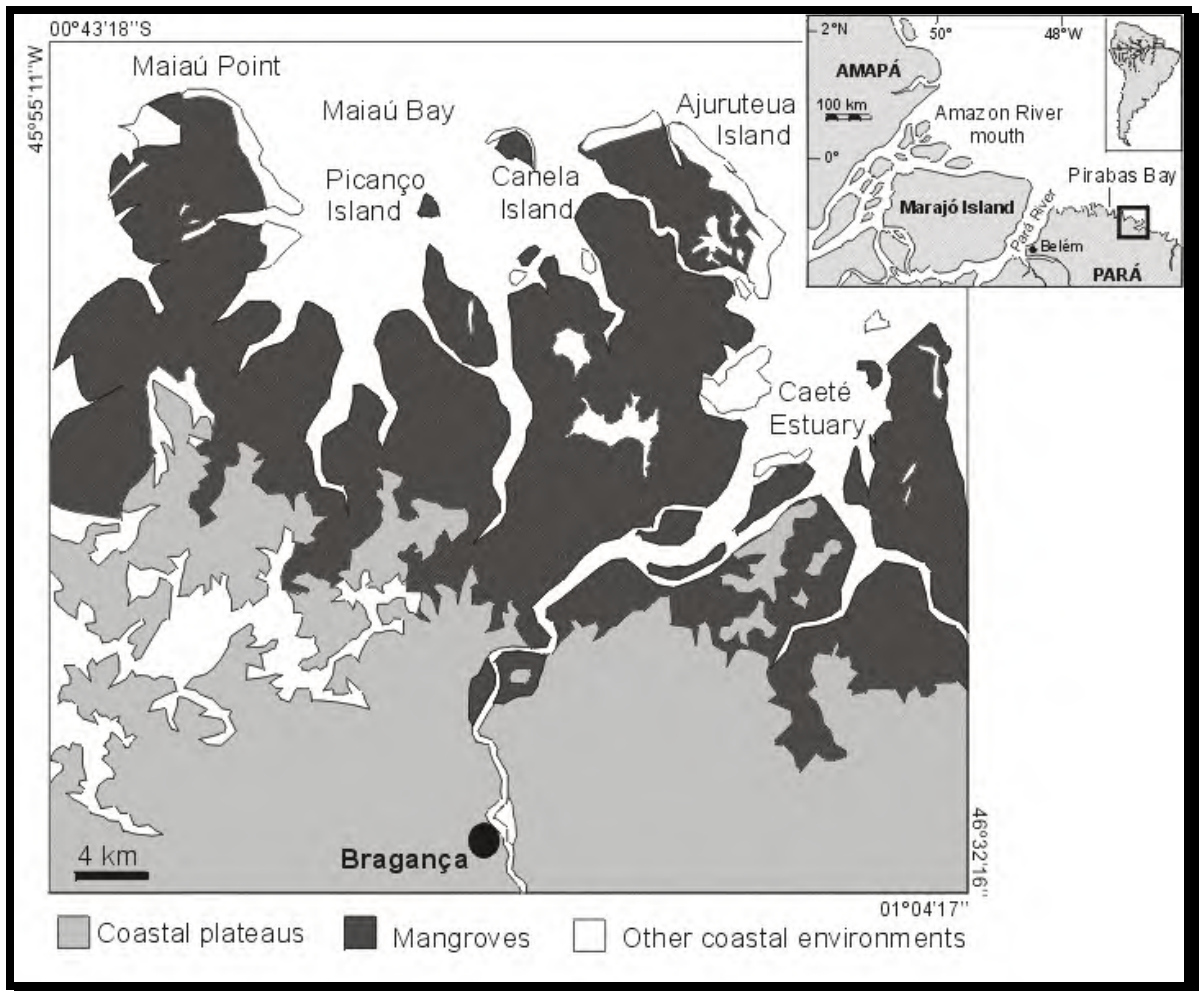 00°43'18"S
45°55'11"W
Maiaú Point
Maiaú Bay
Picanço
Island
Canela
Island
Ajuruteua
Island
Caeté
Estuary
Bragança
4 km
46°32'16"
01°04'17"
2°N
50°
48°W
AMAPÁ
100 km
Amazon River
mouth
0°
Pirabas Bay
Marajó Island
Pará River
Belém
PARÁ
Coastal plateaus
Mangroves
Other coastal environments